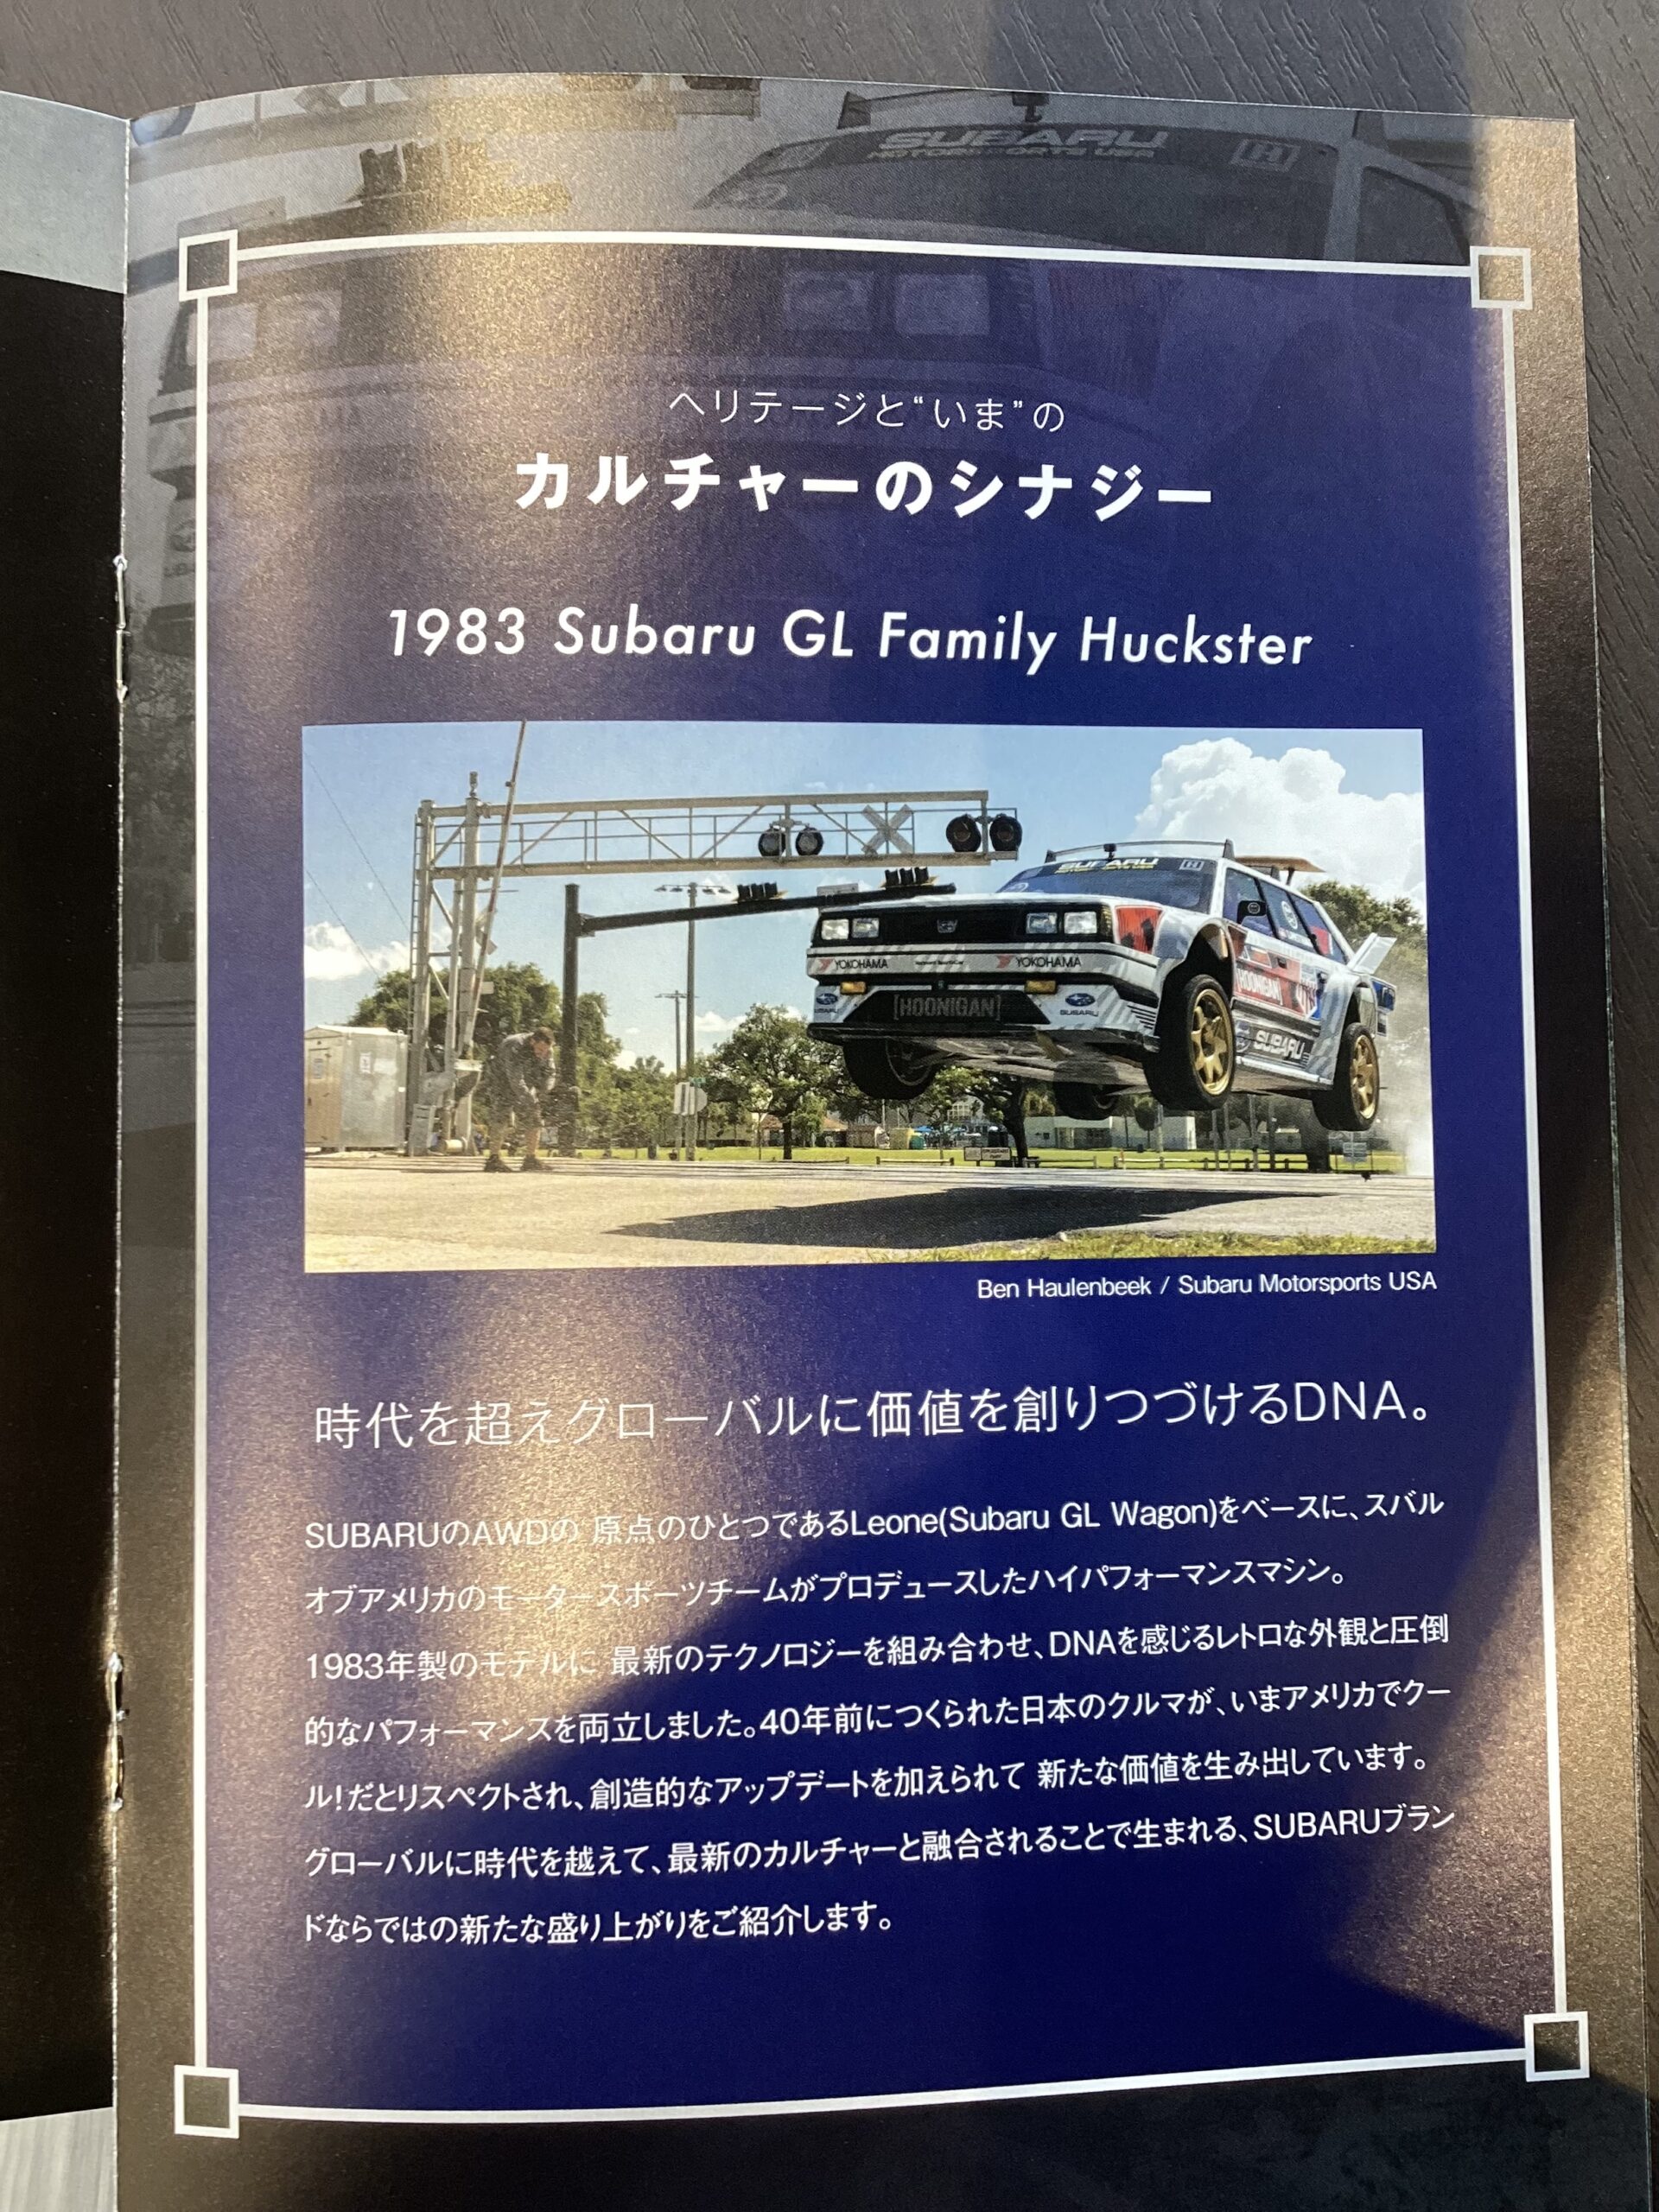 SUBARU
MOTORSPORTS USA
ヘリテージと“いま”の
カルチャーのシナジー
1983 Subaru GL Family Huckster
SUBARU
YOKOHAMA
YOKOHAMA
HOONIGAN
SUBARU
HOONIGAN
SUBARU
Ben Haulenbeek / Subaru Motorsports USA
時代を超えグローバルに価値を創りつづけるDNA。
SUBARUのAWDの 原点のひとつであるLeone(Subaru GL Wagon)をベースに、スバル
オブアメリカのモータースポーツチームがプロデュースしたハイパフォーマンスマシン。
1983年製のモデルに 最新のテクノロジーを組み合わせ、DNAを感じるレトロな外観と圧倒
的なパフォーマンスを両立しました。40年前につくられた日本のクルマが、いまアメリカでクー
ル!だとリスペクトされ、創造的なアップデートを加えられて 新たな価値を生み出しています。
グローバルに時代を越えて、最新のカルチャーと融合されることで生まれる、SUBARUブラン
ドならではの新たな盛り上がりをご紹介します。